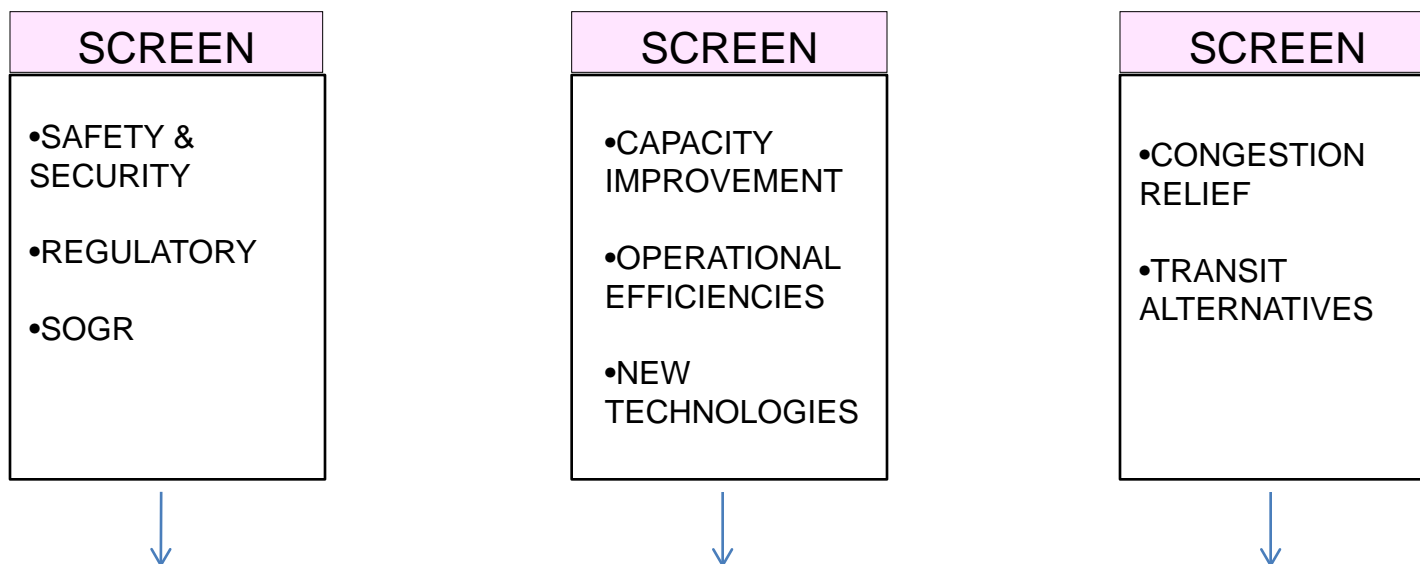 SCREEN
•SAFETY &
SECURITY
•REGULATORY
•SOGR
SCREEN
•CAPACITY
IMPROVEMENT
•OPERATIONAL
EFFICIENCIES
•NEW
TECHNOLOGIES
SCREEN
•CONGESTION
RELIEF
•TRANSIT
ALTERNATIVES